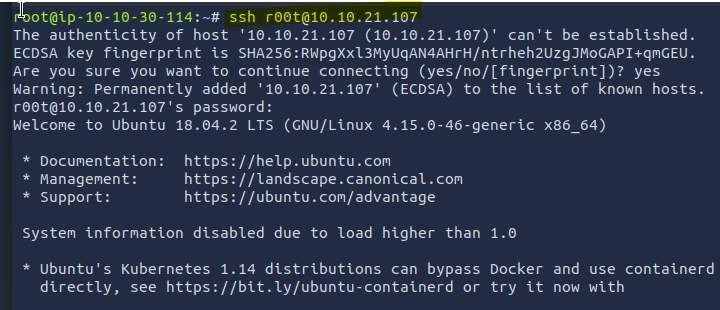 root@ip-10-10-30-114:~# ssh r00t@10.10.21.107
The authenticity of host '10.10.21.107 (10.10.21.107)' can't be established.
ECDSA key fingerprint is SHA256:RWpgXxl3MyUqAN4AHrH/ntrheh2UzgJMoGAPI+qmGEU.
Are you sure you want to continue connecting (yes/no/[fingerprint])? yes
Warning: Permanently added '10.10.21.107' (ECDSA) to the list of known hosts.
r00t@10.10.21.107's password:
Welcome to Ubuntu 18.04.2 LTS (GNU/Linux 4.15.0-46-generic x86_64)
* Documentation: https://help.ubuntu.com
* Management: https://landscape.canonical.com
* Support: https://ubuntu.com/advantage
System information disabled due to load higher than 1.0
* Ubuntu's Kubernetes 1.14 distributions can bypass Docker and use containerd
directly, see https://bit.ly/ubuntu-containerd or try it now with